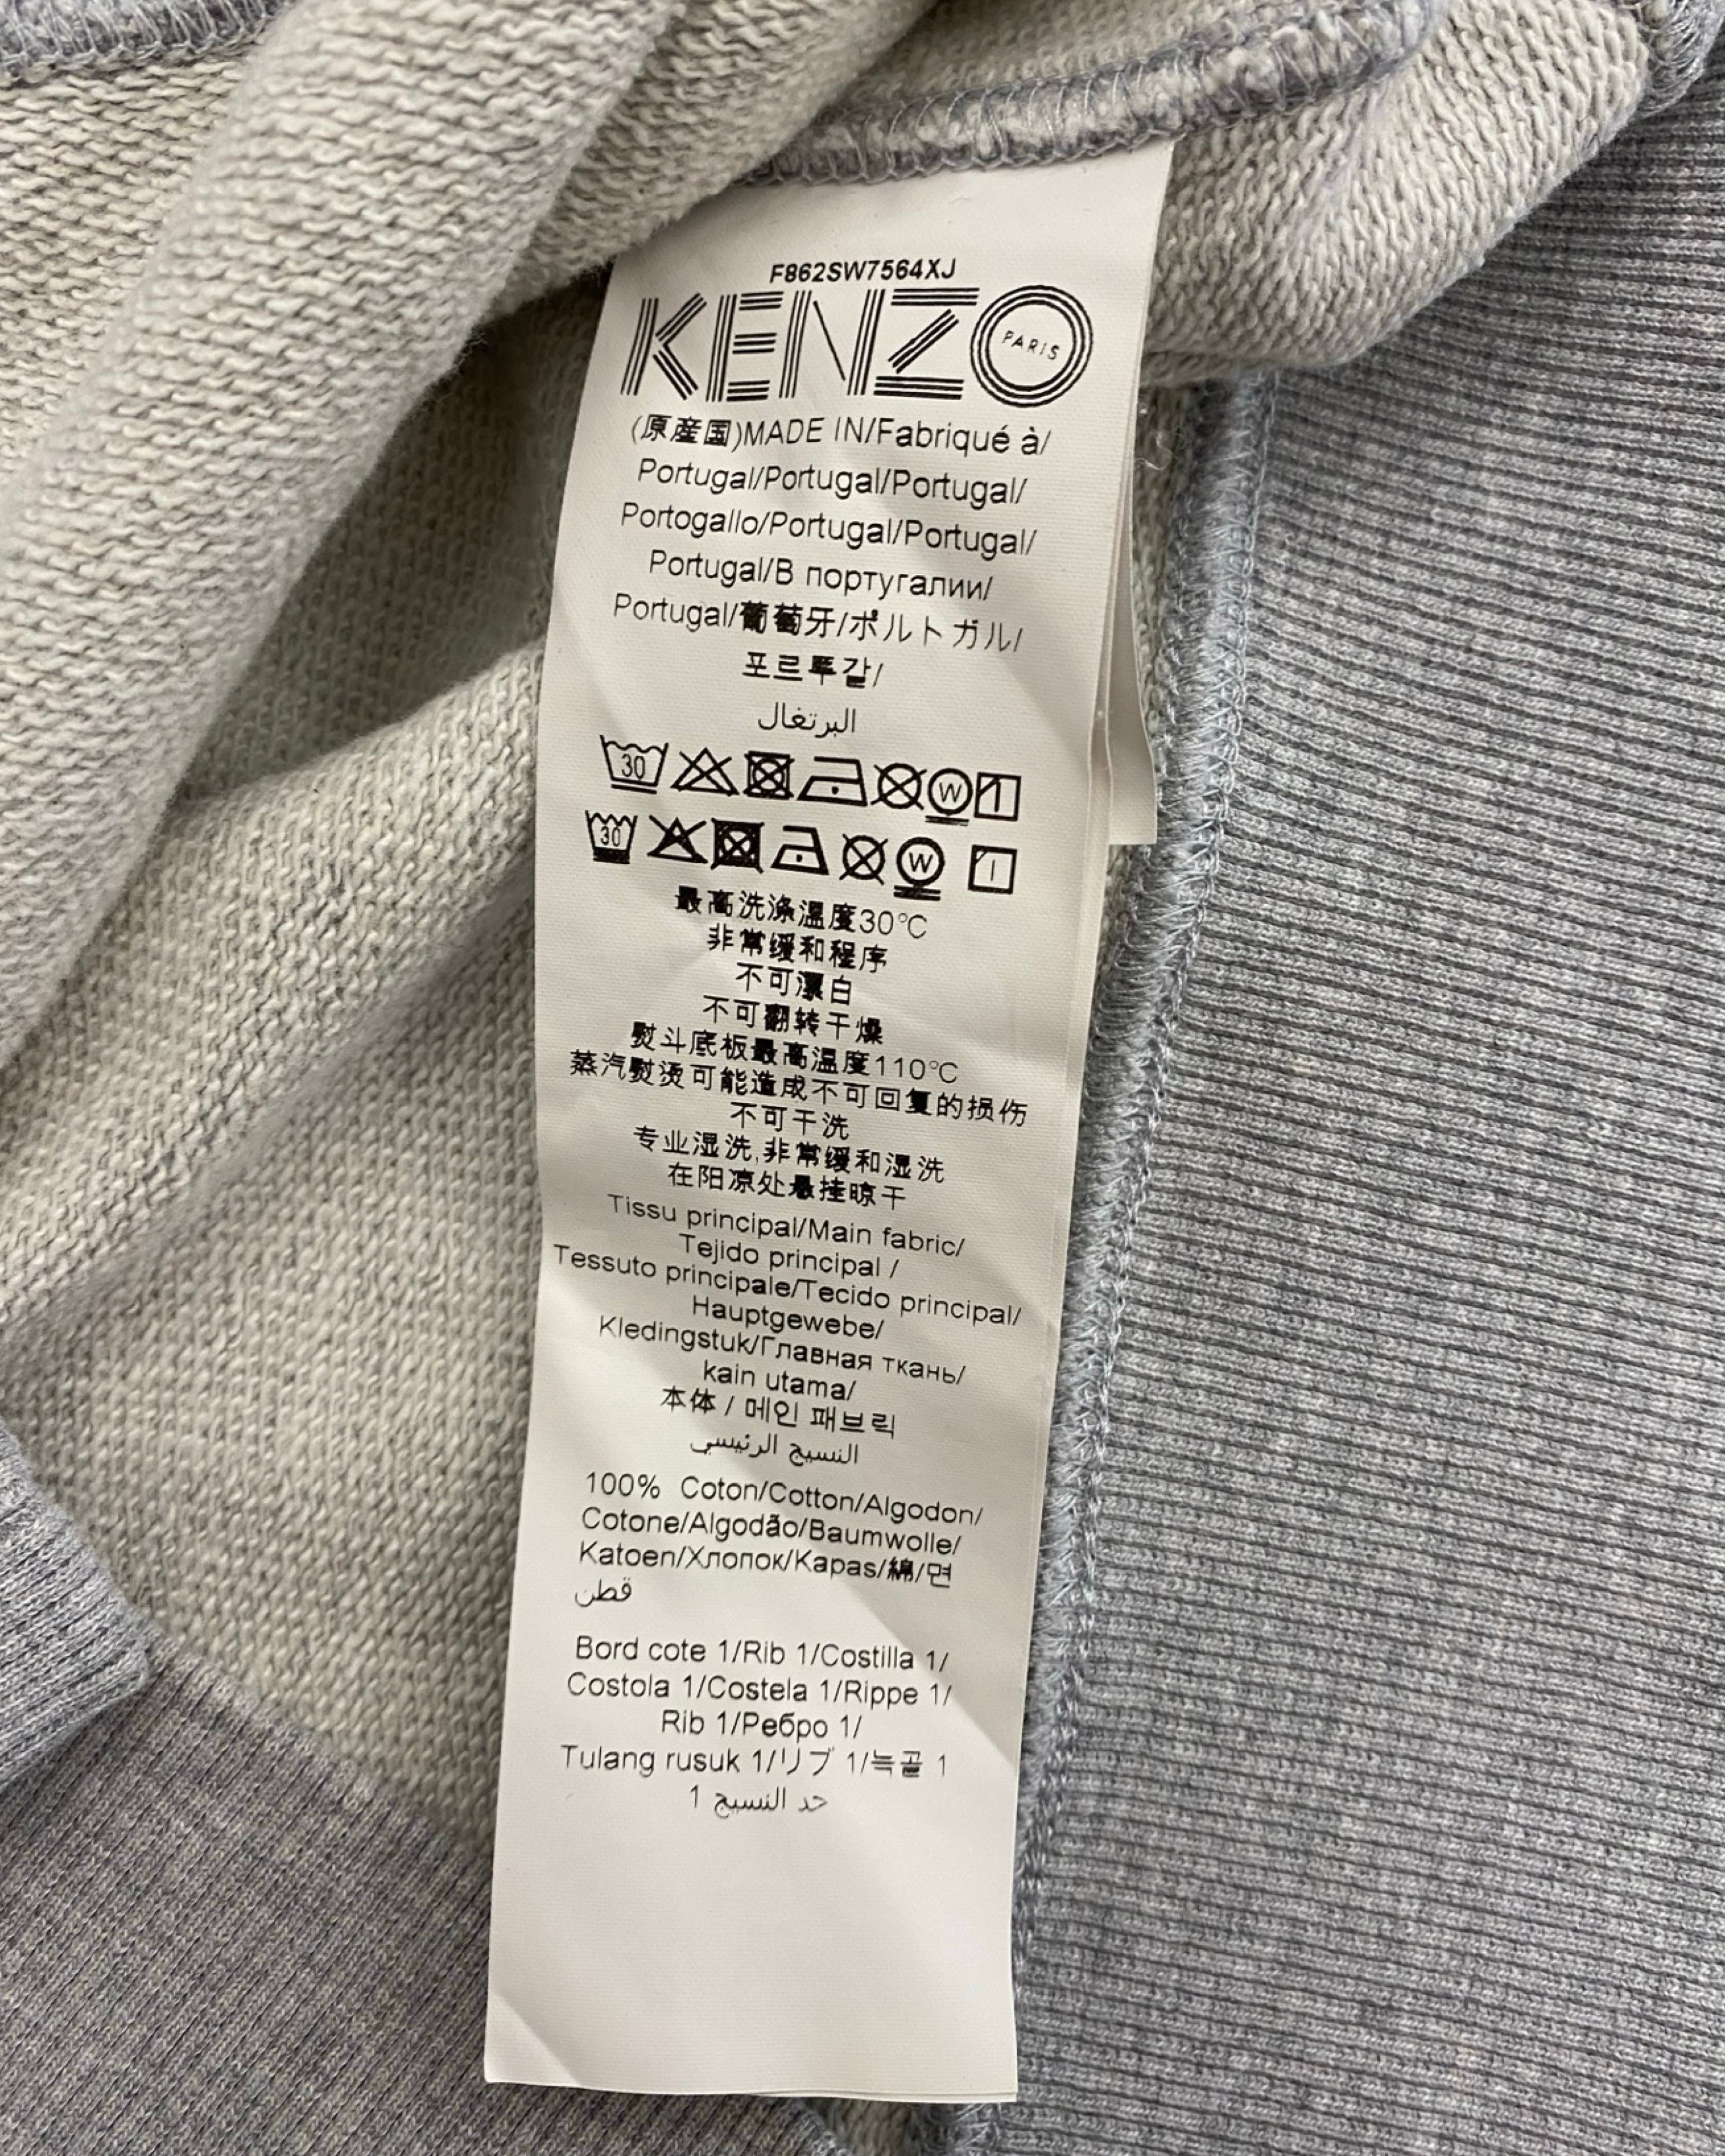 F862SW7564XJ
KENZO
PARIS
(原産国)MADE IN/Fabriqué à/
Portugal/Portugal/Portugal/
Portogallo/Portugal/Portugal/
Portugal/В португалии/
Portugal/葡萄牙/ポルトガル/
포르투갈/
البرتغال
30 W
30 W
最高洗涤温度30°C
非常缓和程序
不可漂白
不可翻转干燥
熨斗底板最高温度110°C
蒸汽熨烫可能造成不可回复的损伤
不可干洗
专业湿洗,非常缓和湿洗
在阳凉处悬挂晾干
Tissu principal/Main fabric/
Tejido principal /
Tessuto principale/Tecido principal/
Hauptgewebe/
Kledingstuk/Главная ткань/
kain utama/
本体 / 메인 패브릭
النسيج الرئيسي
100% Coton/Cotton/Algodon/
Cotone/Algodão/Baumwolle/
Katoen/Хлопок/Kapas/綿/면
قطن
Bord cote 1/Rib 1/Costilla 1/
Costola 1/Costela 1/Rippe 1/
Rib 1/Ребро 1/
Tulang rusuk 1/リブ 1/늑골 1
حد النسيج 1